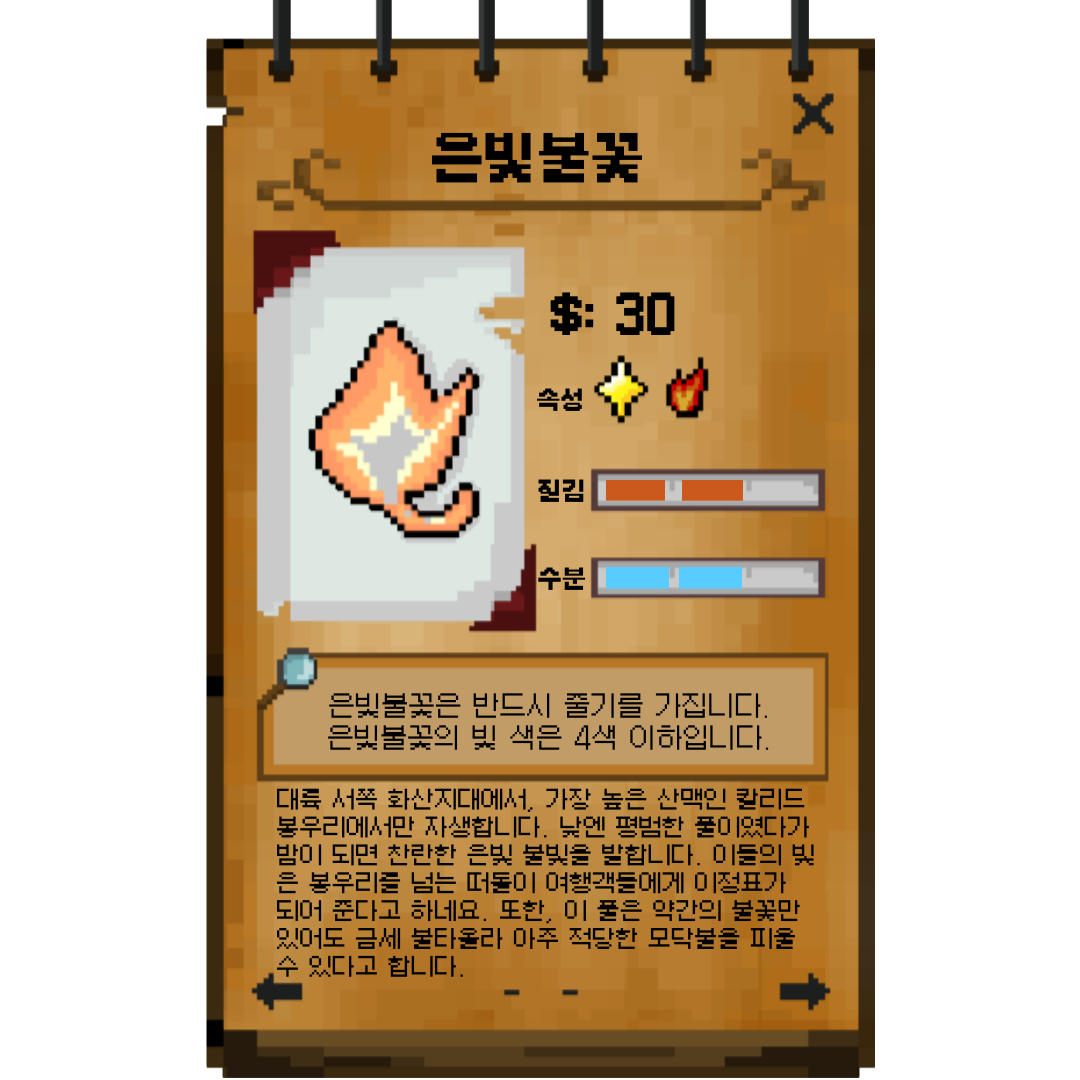 은빛불꽃
$: 30
속성
질김
수분
은빛불꽃은 반드시 줄기를 가집니다.
은빛불꽃의 빛 색은 4색 이하입니다.
대륙 서쪽 화산지대에서, 가장 높은 산맥인 칼리드
봉우리에서만 자생합니다. 낮엔 평범한 풀이였다가
밤이 되면 찬란한 은빛 불빛을 발합니다. 이들의 빛
은 봉우리를 넘는 떠돌이 여행객들에게 이정표가
되어 준다고 하네요. 또한, 이 풀은 약간의 불꽃만
있어도 금세 불타올라 아주 적당한 모닥불을 피울
수 있다고 합니다.